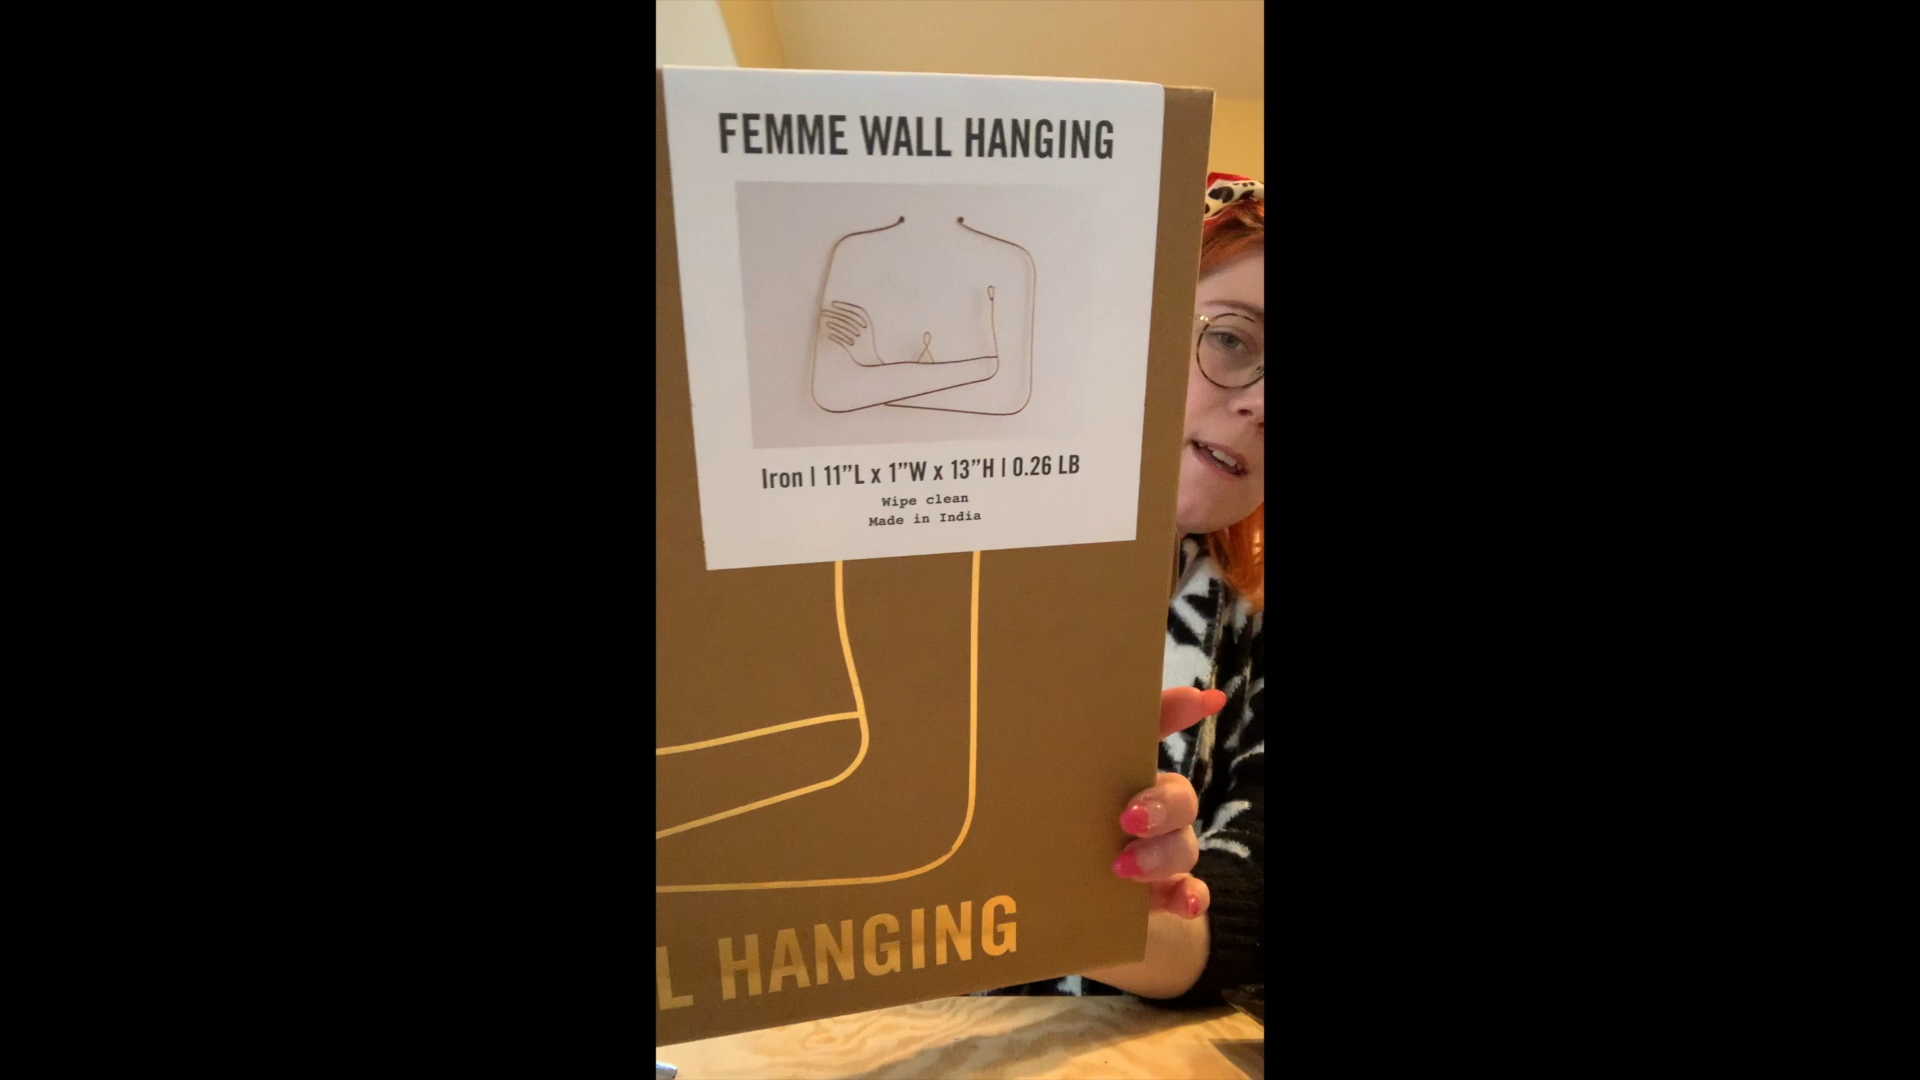 FEMME WALL HANGING
Iron | 11”L x 1”W x 13”H | 0.26 LB
Wipe clean
Made in India
L HANGING